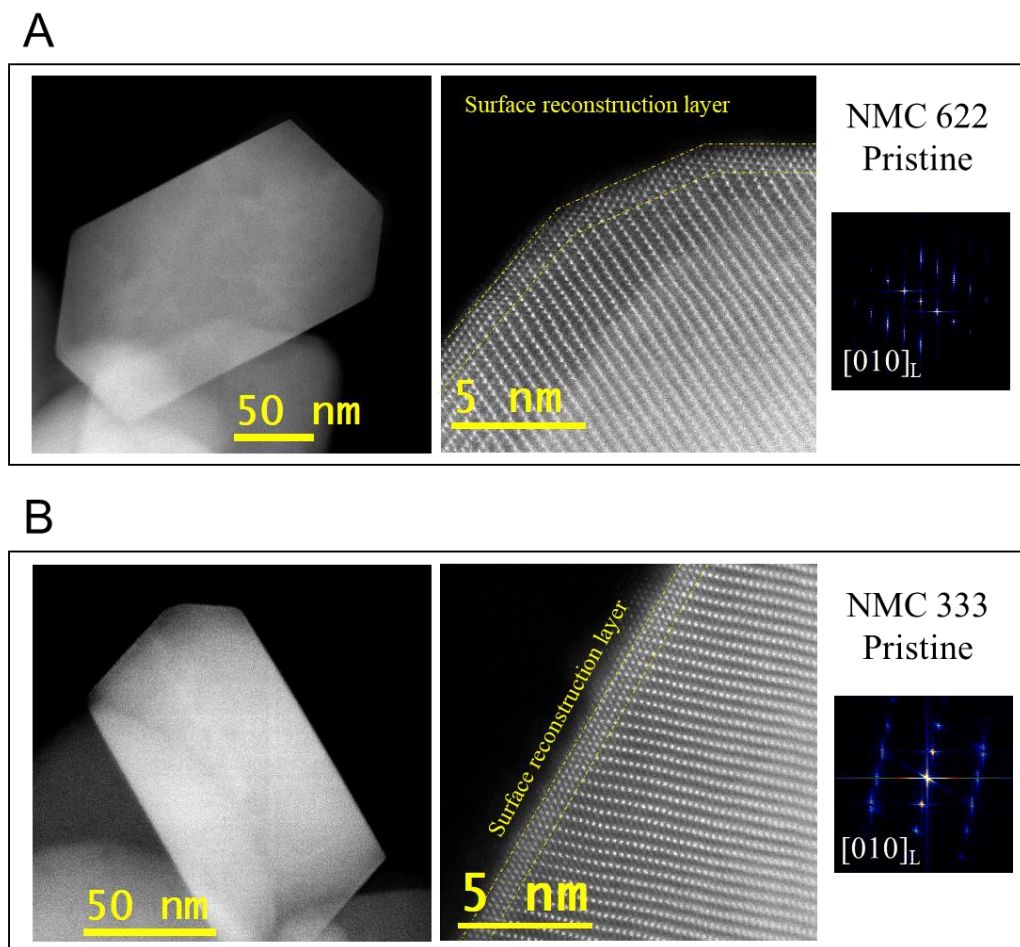 A
Surface reconstruction layer
NMC 622
Pristine
50 nm
5 nm
[010]L
B
Surface reconstruction layer
NMC 333
Pristine
50 nm
5 nm
[010]L